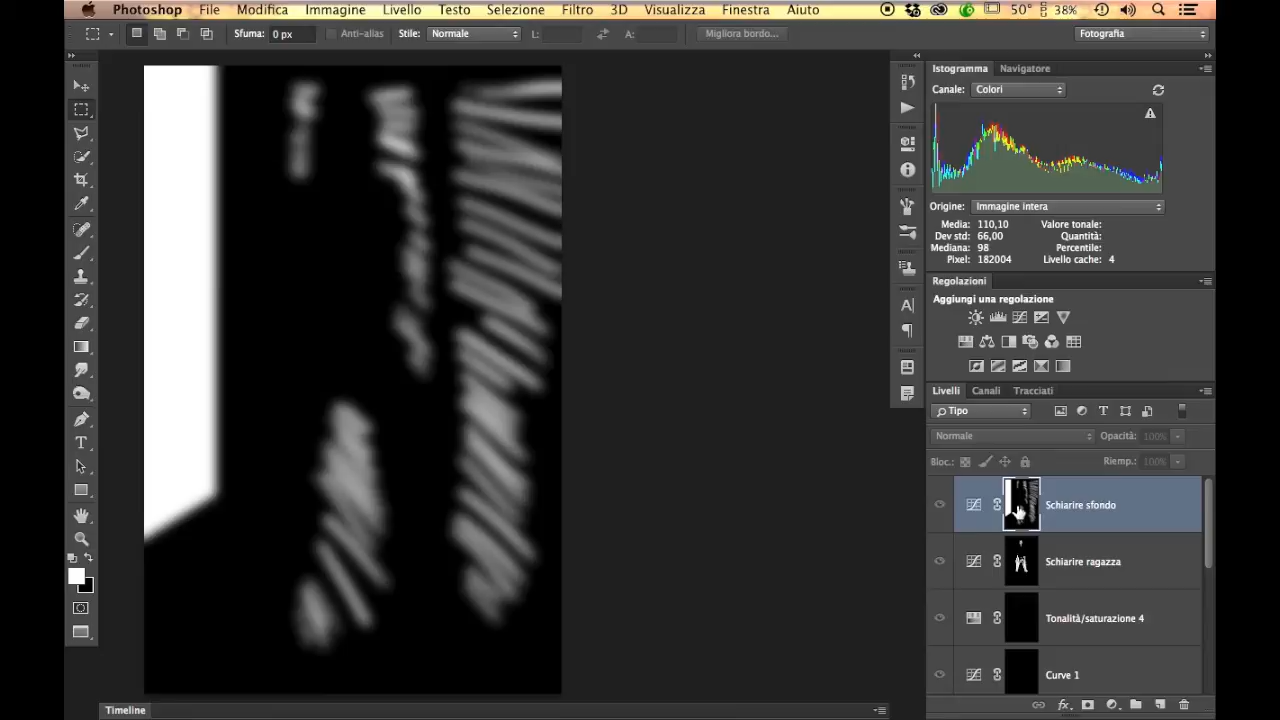 Photoshop File Modifica Immagine Livello Testo Selezione Filtro 3D Visualizza Finestra Aiuto 50° 38%
Sfuma: 0 px Anti-alias Stile: Normale L: A: Migliora bordo... Fotografia
Istogramma Navigatore
Canale: Colori
Origine: Immagine intera
Media: 110,10 Valore tonale:
Dev std: 66,00 Quantità:
Mediana: 98 Percentile:
Pixel: 182004 Livello cache: 4
Regolazioni
Aggiungi una regolazione
Livelli Canali Tracciati
Tipo
Normale Opacità: 100%
Bloc.: Riemp.: 100%
Schiarire sfondo
Schiarire ragazza
Tonalità/saturazione 4
Curve 1
Timeline